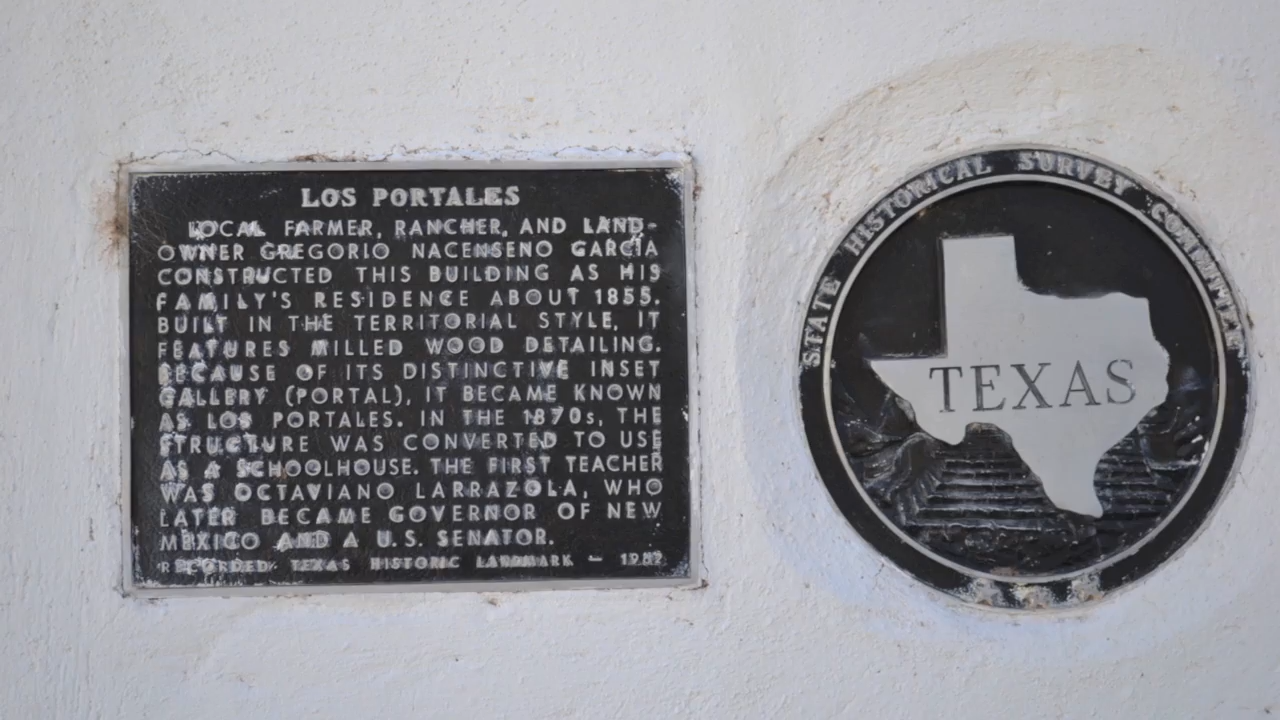 LOS PORTALES
LOCAL FARMER, RANCHER, AND LAND-
OWNER GREGORIO NACENSENO GARCIA
CONSTRUCTED THIS BUILDING AS HIS
FAMILY'S RESIDENCE ABOUT 1855.
BUILT IN THE TERRITORIAL STYLE, IT
FEATURES MILLED WOOD DETAILING.
BECAUSE OF ITS DISTINCTIVE INSET
GALLERY (PORTAL), IT BECAME KNOWN
AS LOS PORTALES. IN THE 1870s, THE
STRUCTURE WAS CONVERTED TO USE
AS A SCHOOLHOUSE. THE FIRST TEACHER
WAS OCTAVIANO LARRAZOLA, WHO
LATER BECAME GOVERNOR OF NEW
MEXICO AND A U.S. SENATOR.
RECORDED TEXAS HISTORIC LANDMARK – 1982
STATE HISTORICAL SURVEY COMMITTEE
TEXAS